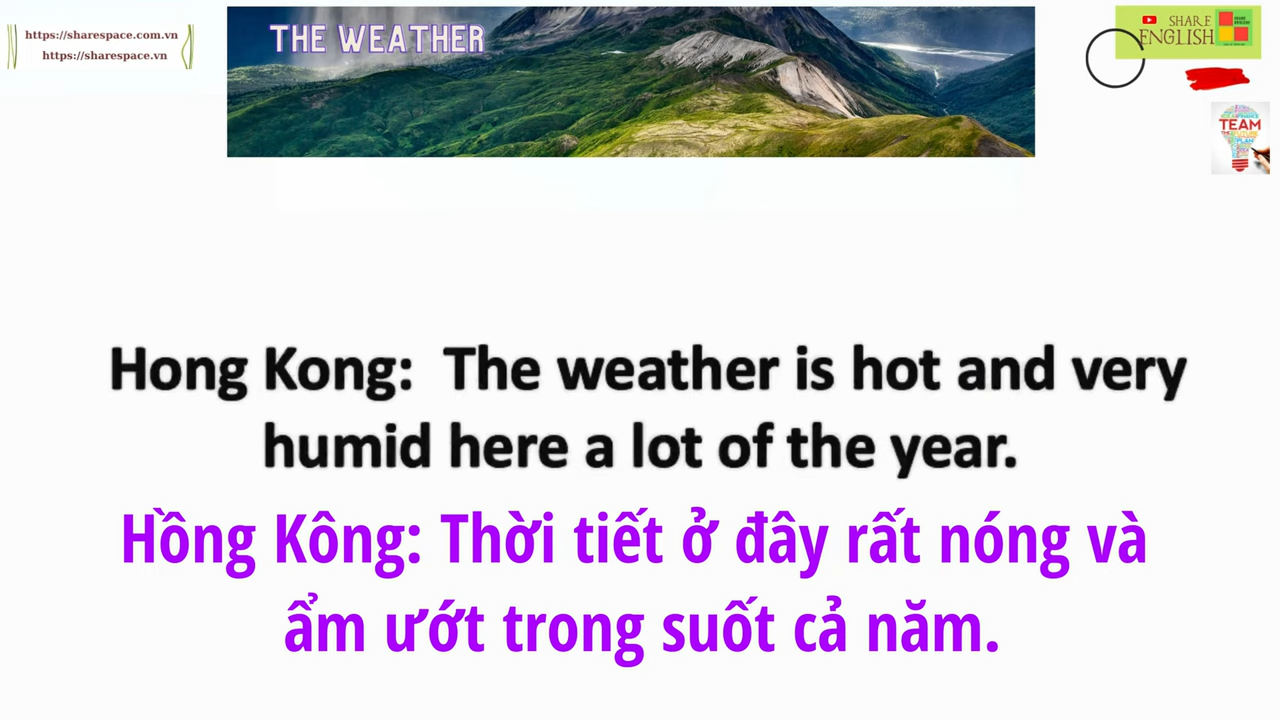 https://sharespace.com.vn
https://sharespace.vn
THE WEATHER
SHARE
ENGLISH
TEAM
PLAN
Hong Kong: The weather is hot and very
humid here a lot of the year.
Hồng Kông: Thời tiết ở đây rất nóng và
ẩm ướt trong suốt cả năm.